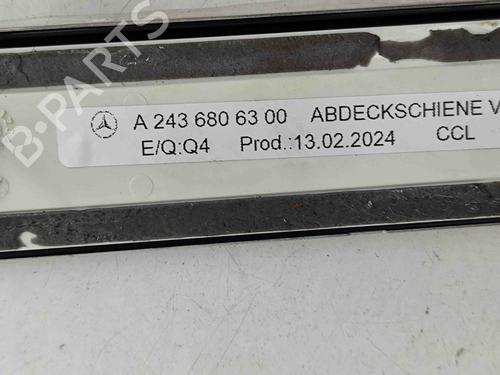 A 243 680 63 00 ABDECKSCHIENE V
E/Q:Q4 Prod.:13.02.2024 CCL
B-PARTS